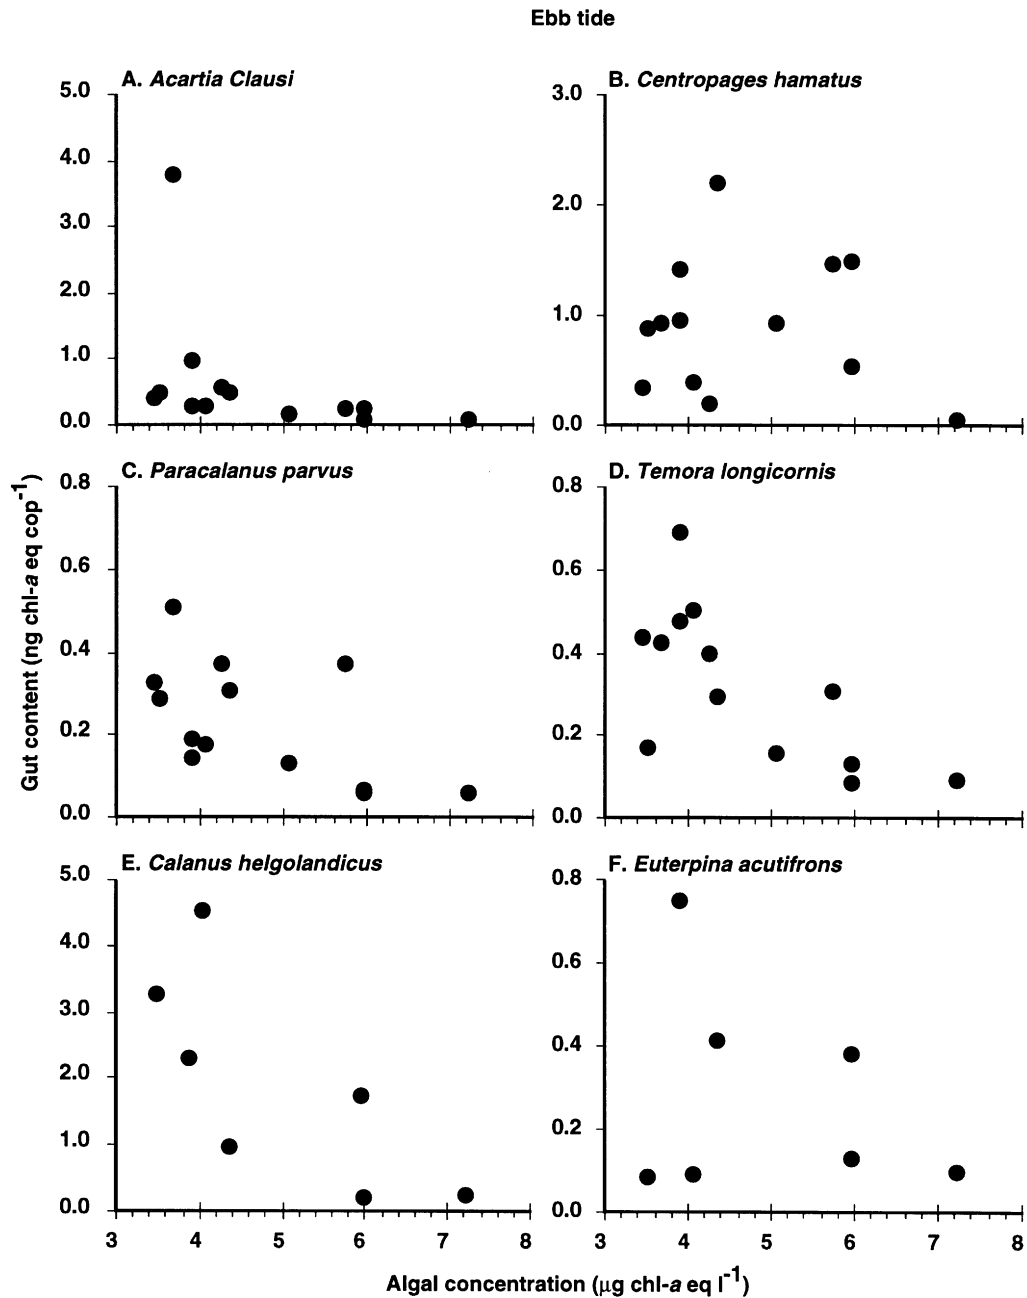 Ebb tide
A. Acartia Clausi
5.0
4.0
3.0
2.0
1.0
0.0
B. Centropages hamatus
3.0
2.0
1.0
0.0
Gut content (ng chl-a eq cop-1)
C. Paracalanus parvus
0.8
0.6
0.4
0.2
0.0
D. Temora longicornis
0.8
0.6
0.4
0.2
0.0
E. Calanus helgolandicus
5.0
4.0
3.0
2.0
1.0
0.0
3 4 5 6 7 8
F. Euterpina acutifrons
0.8
0.6
0.4
0.2
0.0
3 4 5 6 7 8
Algal concentration (µg chl-a eq l-1)